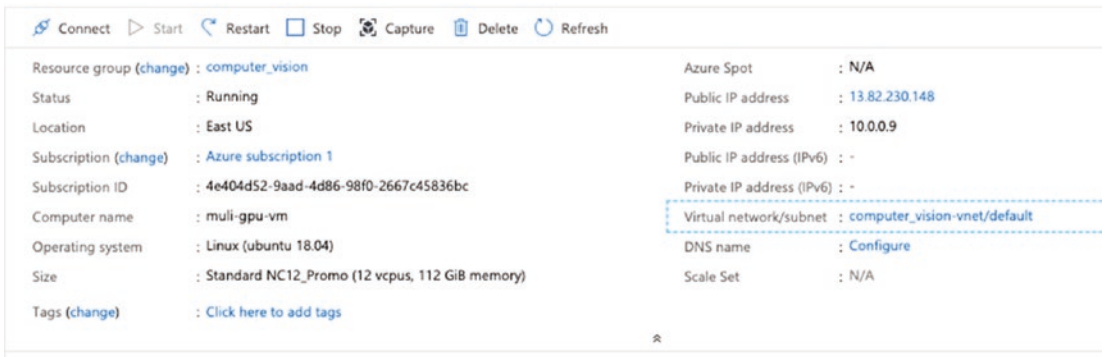 Connect Start Restart Stop Capture Delete Refresh
Resource group (change) : computer_vision
Status : Running
Location : East US
Subscription (change) : Azure subscription 1
Subscription ID : 4e404d52-9aad-4d86-98f0-2667c45836bc
Computer name : muli-gpu-vm
Operating system : Linux (ubuntu 18.04)
Size : Standard NC12_Promo (12 vcpus, 112 GiB memory)
Tags (change) : Click here to add tags
Azure Spot : N/A
Public IP address : 13.82.230.148
Private IP address : 10.0.0.9
Public IP address (IPv6) : -
Private IP address (IPv6) : -
Virtual network/subnet : computer_vision-vnet/default
DNS name : Configure
Scale Set : N/A